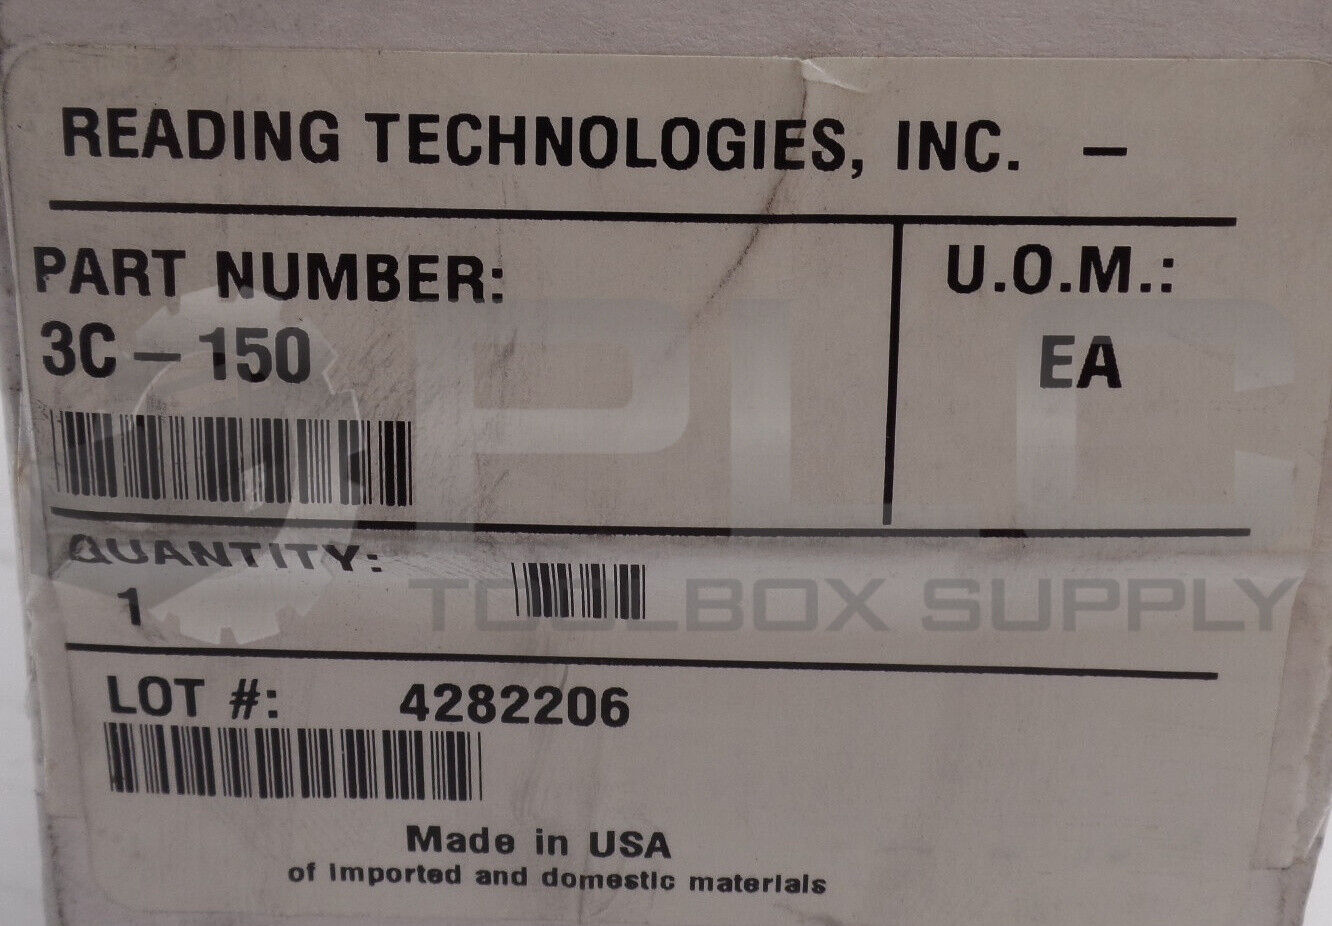 READING TECHNOLOGIES, INC. –
PART NUMBER:
U.O.M.:
3C – 150
EA
QUANTITY:
1
LOT #: 4282206
Made in USA
of imported and domestic materials
PLC
TOOLBOX SUPPLY